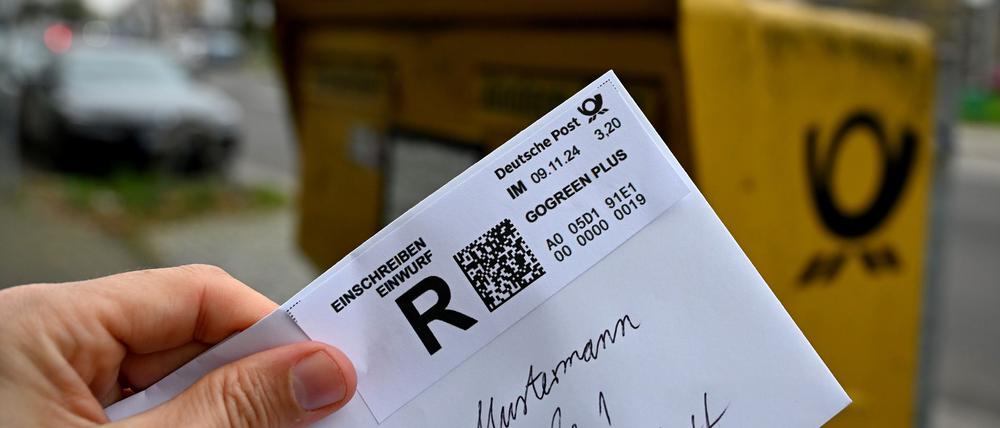 Deutsche Post
IM 09.11.24 3,20
GOGREEN PLUS
A0 05D1 91E1
00 0000 0019
EINSCHREIBEN
EINWURF
R
Mustermann
1